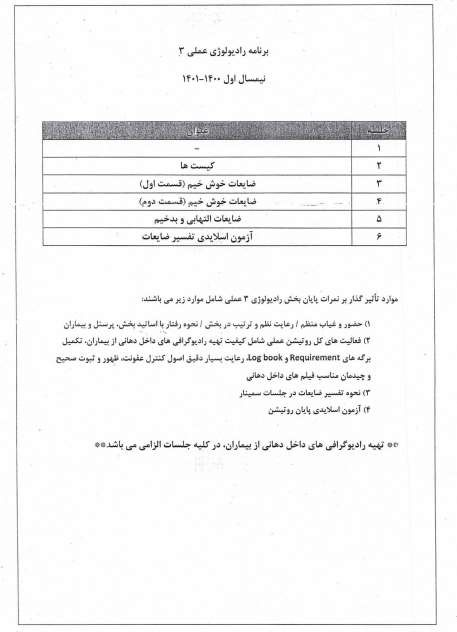 برنامه رادیولوژی عملی ۳
نیمسال اول ۱۴۰۰-۱۴۰۱
جلسه عنوان
۱ –
۲ کیست ها
۳ ضایعات خوش خیم (قسمت اول)
۴ ضایعات خوش خیم (قسمت دوم)
۵ ضایعات التهابی و بدخیم
۶ آزمون اسلایدی تفسیر ضایعات
موارد تأثیر گذار بر نمرات پایان بخش رادیولوژی ۳ عملی شامل موارد زیر می باشند:
۱) حضور و غیاب منظم / رعایت نظم و ترتیب در بخش / نحوه رفتار با اساتید بخش، پرسنل و بیماران
۲) فعالیت های کل روتیشن عملی شامل کیفیت تهیه رادیوگرافی های داخل دهانی از بیماران، تکمیل
برگه های Requirement و Log book، رعایت بسیار دقیق اصول کنترل عفونت، ظهور و ثبوت صحیح
و چیدمان مناسب فیلم های داخل دهانی
۳) نحوه تفسیر ضایعات در جلسات سمینار
۴) آزمون اسلایدی پایان روتیشن
** تهیه رادیوگرافی های داخل دهانی از بیماران، در کلیه جلسات الزامی می باشد**